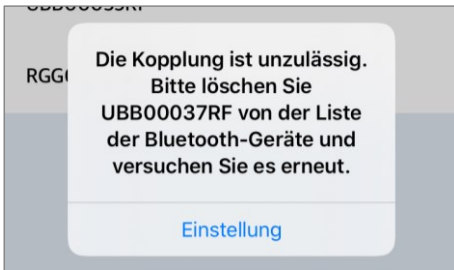 RGG
Die Kopplung ist unzulässig.
Bitte löschen Sie
UBB00037RF von der Liste
der Bluetooth-Geräte und
versuchen Sie es erneut.
Einstellung